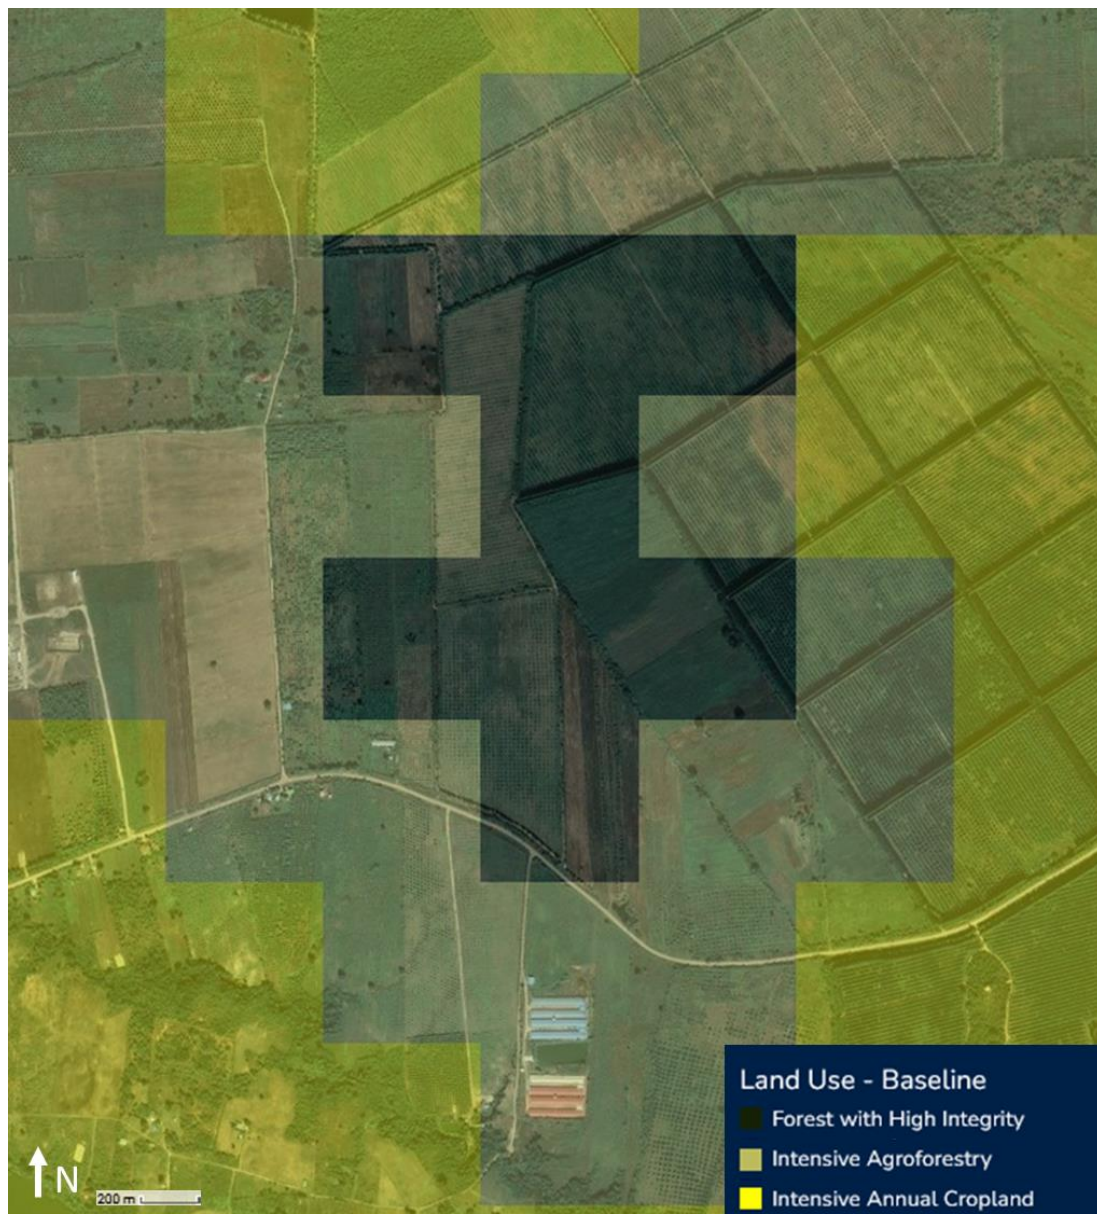 Land Use - Baseline
Forest with High Integrity
Intensive Agroforestry
Intensive Annual Cropland
N
200 m